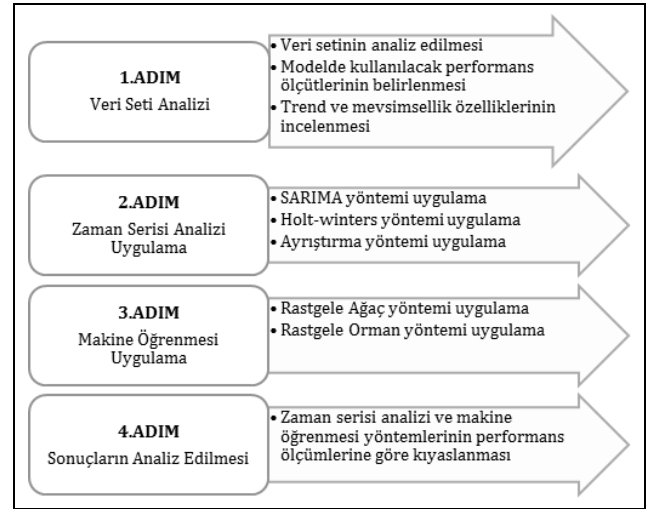 1.ADIM
Veri Seti Analizi
• Veri setinin analiz edilmesi
• Modelde kullanılacak performans
ölçütlerinin belirlenmesi
• Trend ve mevsimsellik özelliklerinin
incelenmesi
2.ADIM
Zaman Serisi Analizi
Uygulama
• SARIMA yöntemi uygulama
• Holt-winters yöntemi uygulama
• Ayrıştırma yöntemi uygulama
3.ADIM
Makine Öğrenmesi
Uygulama
• Rastgele Ağaç yöntemi uygulama
• Rastgele Orman yöntemi uygulama
4.ADIM
Sonuçların Analiz Edilmesi
• Zaman serisi analizi ve makine
öğrenmesi yöntemlerinin performans
ölçümlerine göre kıyaslanması